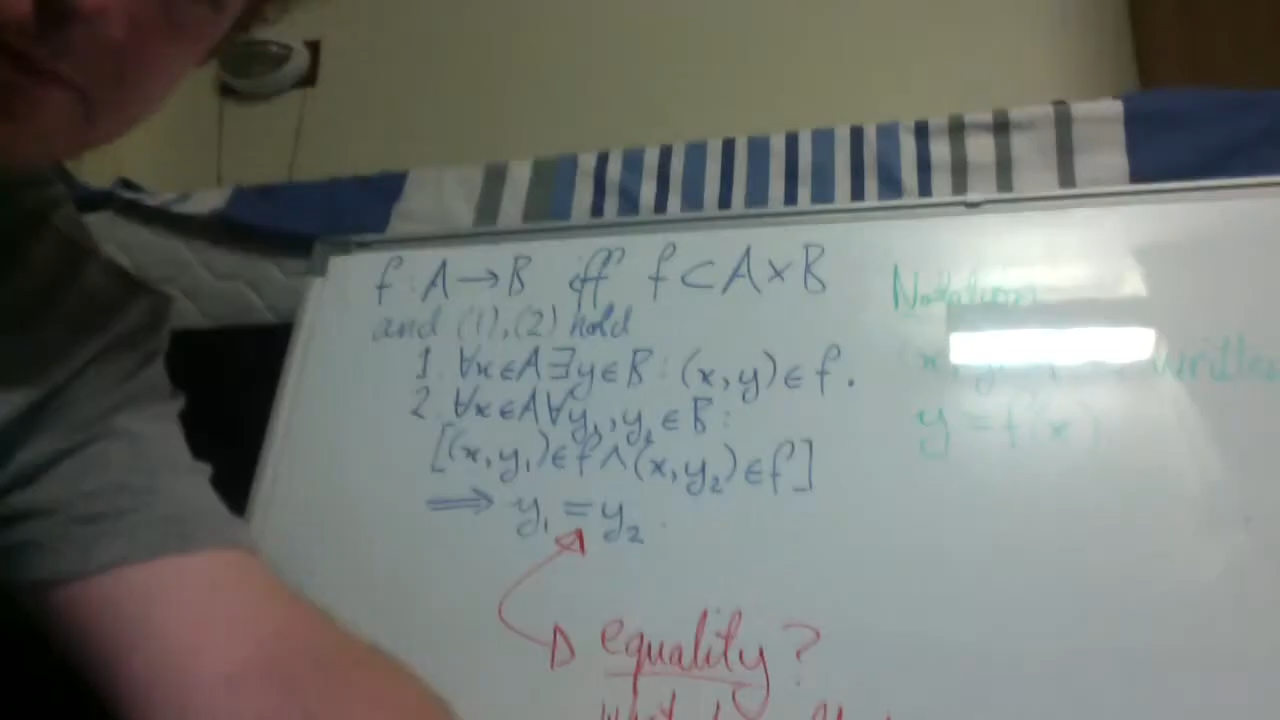 f: A → B iff f ⊂ A × B
and (1), (2) hold
1. ∀x∈A ∃y∈B: (x, y) ∈ f.
2. ∀x∈A ∀y₁, y₂ ∈ B:
[(x, y₁) ∈ f ∧ (x, y₂) ∈ f]
⟹ y₁ = y₂.
equality?
Notation
written
y = f(x)